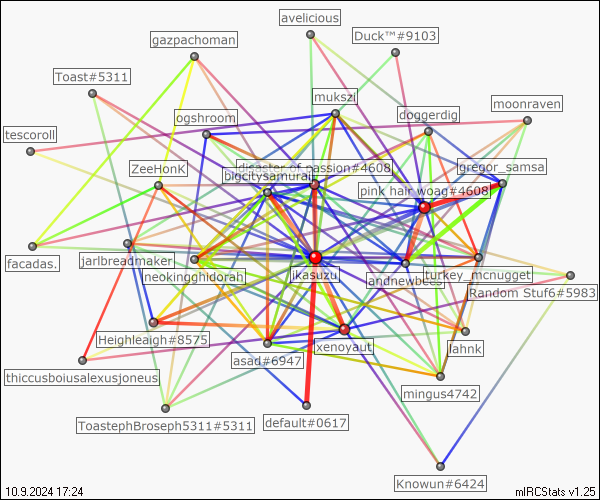 avelicious
Duck™#9103
gazpachoman
Toast#5311
mukszi
moonraven
doggerdig
ogshroom
tescoroll
ZeeHonK
disaster of passion#4608
gregor_samsa
bigcitysamurai
pink hair woag#4608
facadas.
jarlbreadmaker
neokingghidorah
jkasuzu
andnewbees
turkey_mcnugget
Random Stuf6#5983
Heighleaigh#8575
xenoyaut
lahnk
asad#6947
thiccusboiusalexusjoneus
mingus4742
ToastephBroseph5311#5311
default#0617
Knowun#6424
10.9.2024 17:24
mIRCStats v1.25